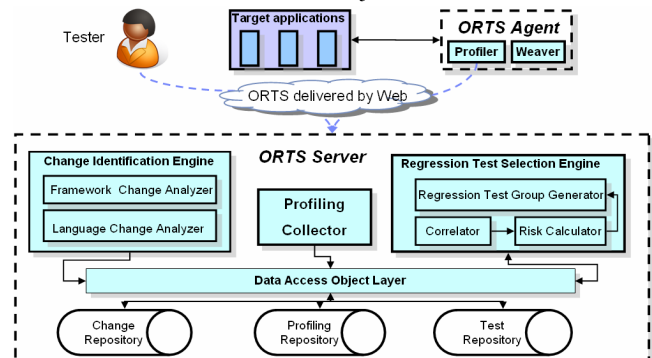 Tester
Target applications
ORTS Agent
Profiler
Weaver
ORTS delivered by Web
ORTS Server
Change Identification Engine
Framework Change Analyzer
Language Change Analyzer
Profiling
Collector
Regression Test Selection Engine
Regression Test Group Generator
Correlator
Risk Calculator
Data Access Object Layer
Change
Repository
Profiling
Repository
Test
Repository